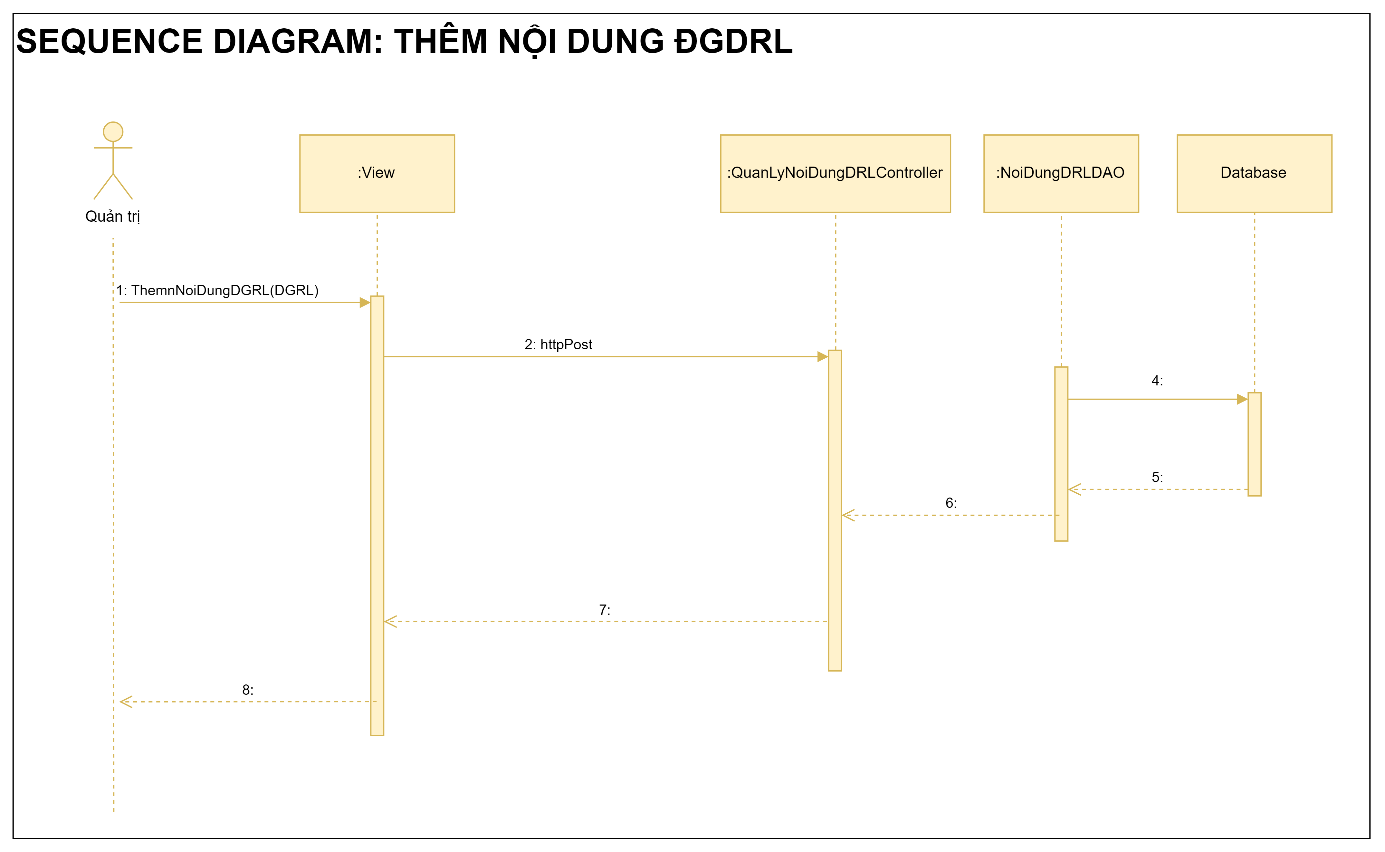 SEQUENCE DIAGRAM: THÊM NỘI DUNG ĐGDRL
:View
:QuanLyNoiDungDRLController
:NoiDungDRLDAO
Database
Quản trị
1: ThemnNoiDungDGRL(DGRL)
2: httpPost
4:
5:
6:
7:
8: